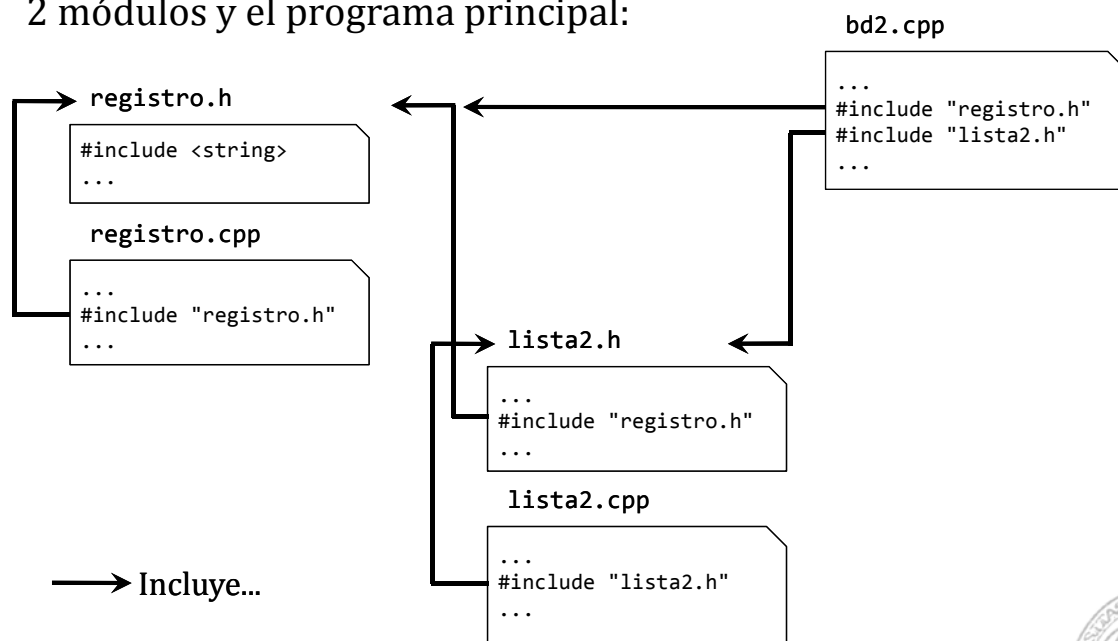 2 módulos y el programa principal:
bd2.cpp
...
#include "registro.h"
#include "lista2.h"
...
registro.h
#include <string>
...
registro.cpp
...
#include "registro.h"
...
lista2.h
...
#include "registro.h"
...
lista2.cpp
...
#include "lista2.h"
...
Incluye...